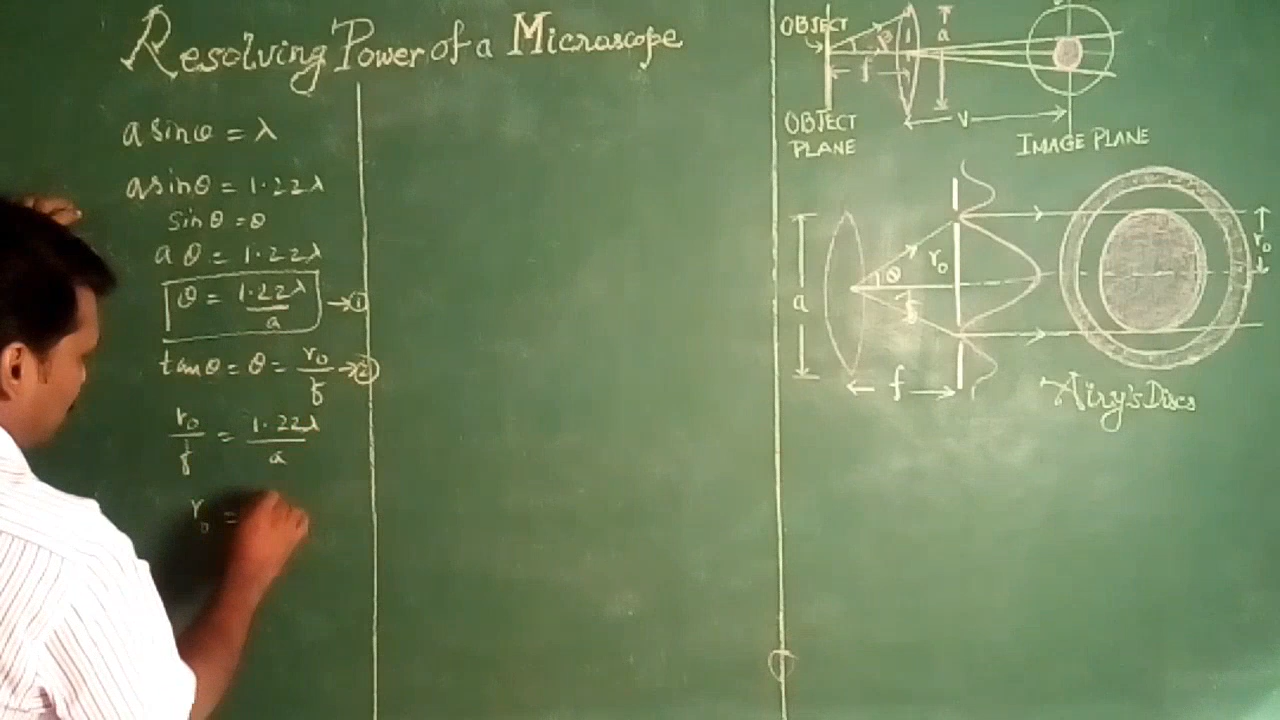 Resolving Power of a Microscope
a sinθ = λ
a sinθ = 1.22λ
Sinθ = θ
a θ = 1.22λ
θ = 1.22λ / a → ①
tanθ = θ = r₀ / f → ②
r₀ / f = 1.22λ / a
r₀ =
OBJECT
β
a
f
v
OBJECT PLANE
IMAGE PLANE
a
θ
r₀
f
r₀
f
Airy's Discs